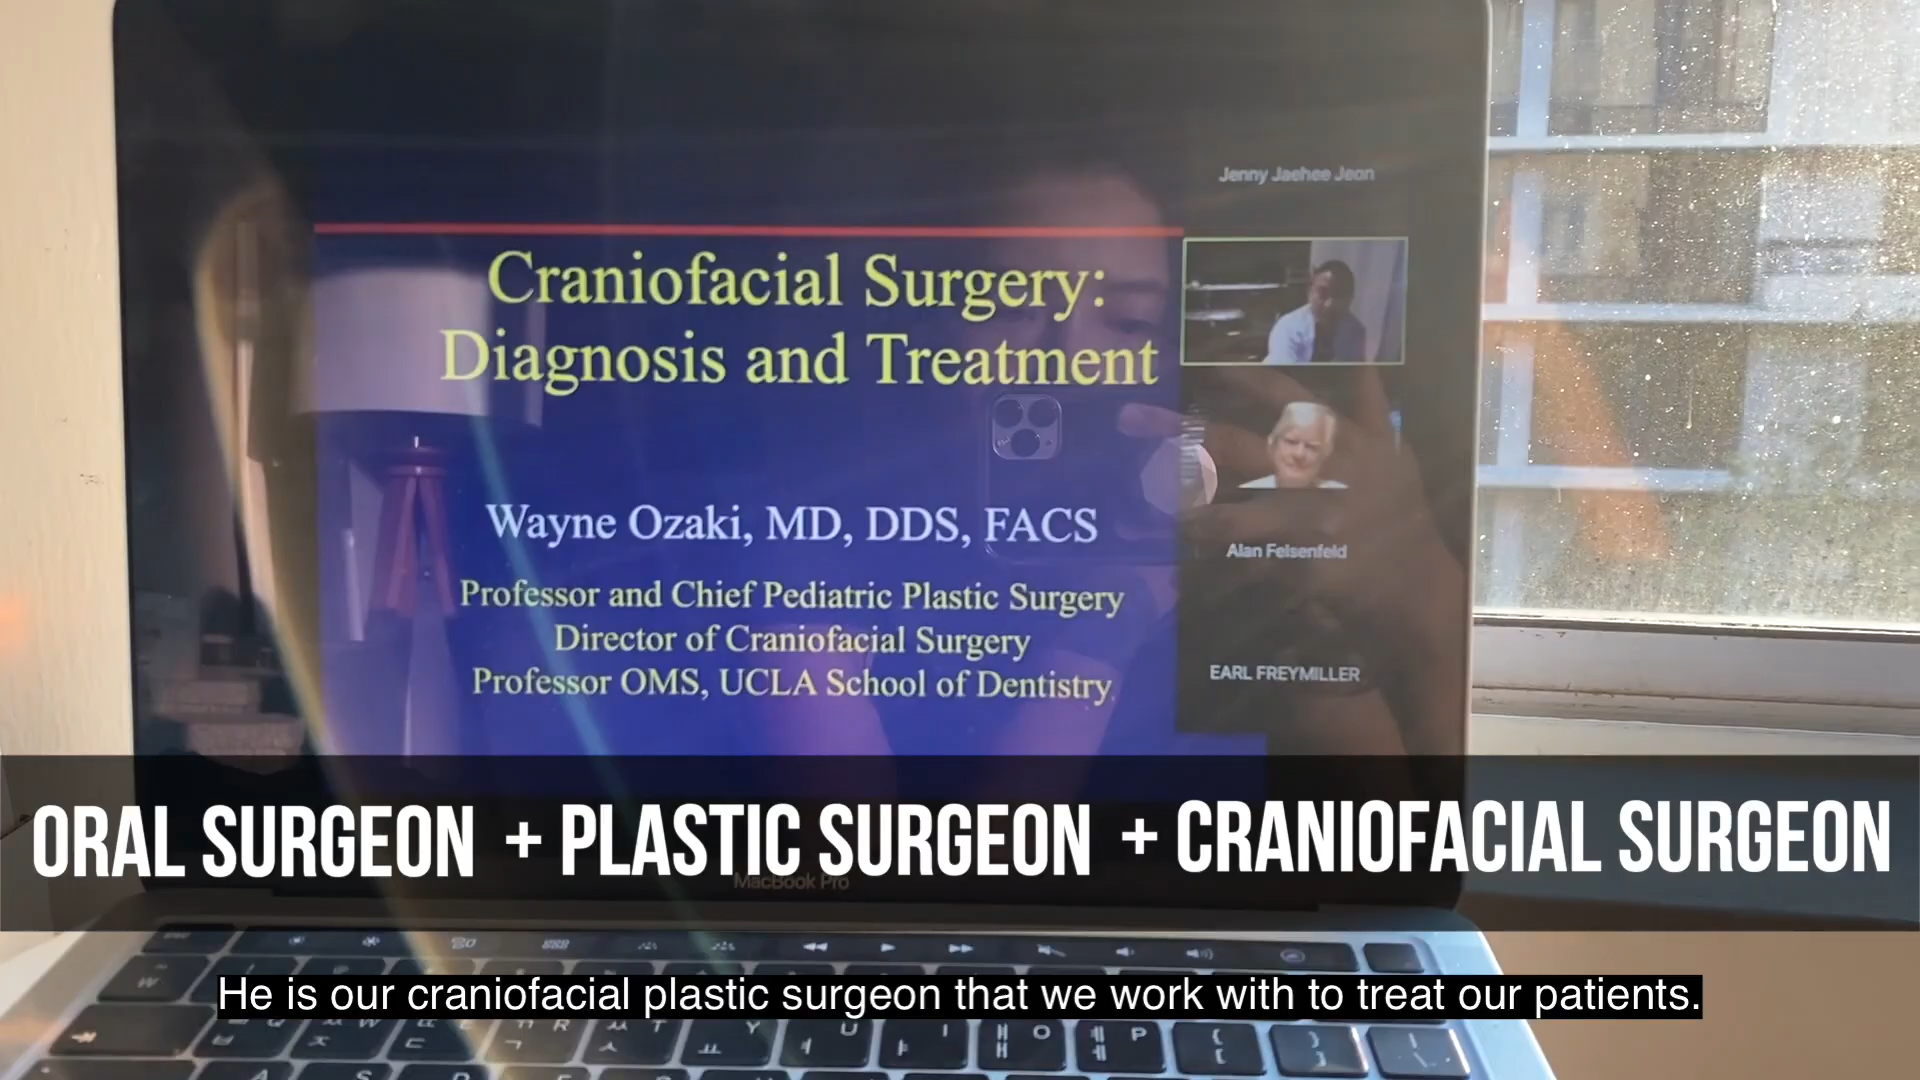 Jenny Jaehee Jeon
Craniofacial Surgery:
Diagnosis and Treatment
Wayne Ozaki, MD, DDS, FACS
Professor and Chief Pediatric Plastic Surgery
Director of Craniofacial Surgery
Professor OMS, UCLA School of Dentistry
Alan Felsenfeld
EARL FREYMILLER
ORAL SURGEON + PLASTIC SURGEON + CRANIOFACIAL SURGEON
MacBook Pro
He is our craniofacial plastic surgeon that we work with to treat our patients.